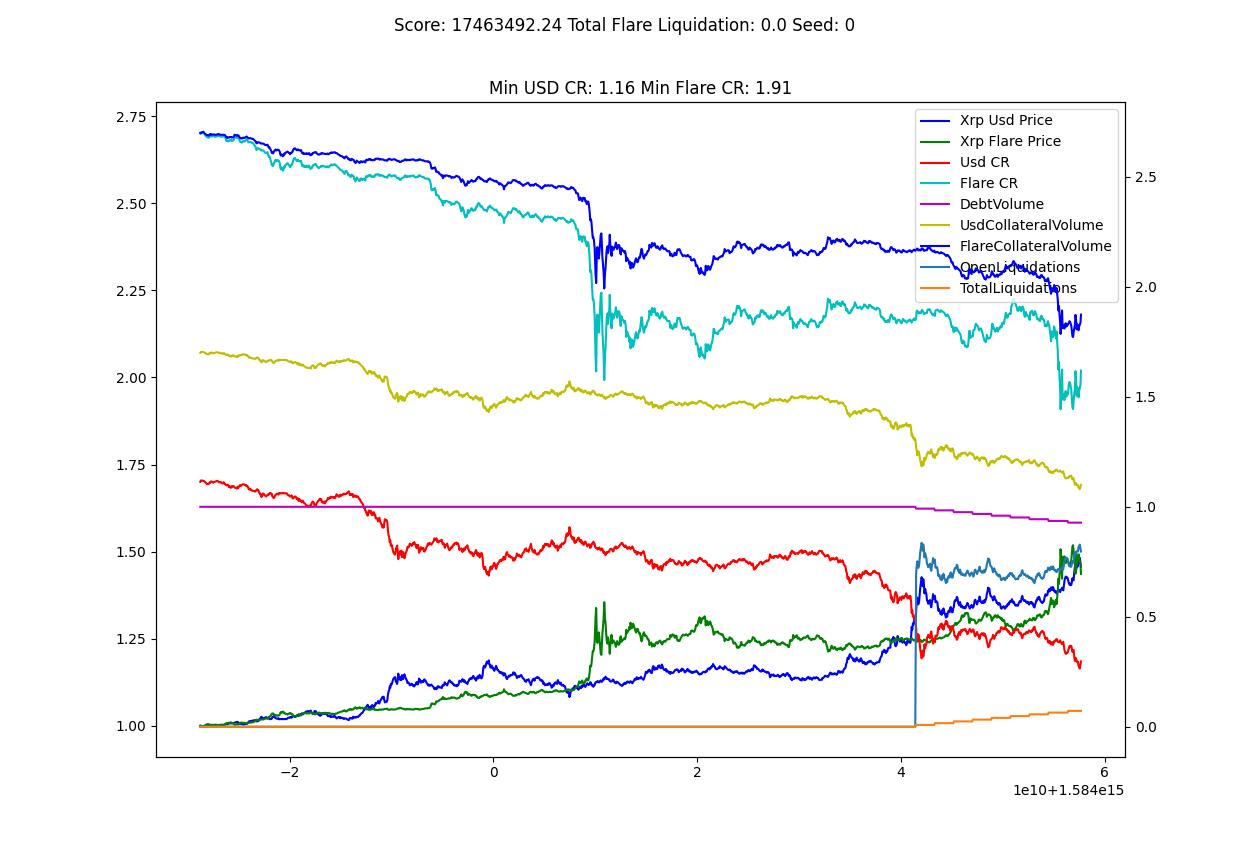 Score: 17463492.24 Total Flare Liquidation: 0.0 Seed: 0
Min USD CR: 1.16 Min Flare CR: 1.91
2.75
2.50
2.25
2.00
1.75
1.50
1.25
1.00
Xrp Usd Price
Xrp Flare Price
Usd CR
Flare CR
DebtVolume
UsdCollateralVolume
FlareCollateralVolume
OpenLiquidations
TotalLiquidations
2.5
2.0
1.5
1.0
0.5
0.0
−2
0
2
4
6
1e10+1.584e15